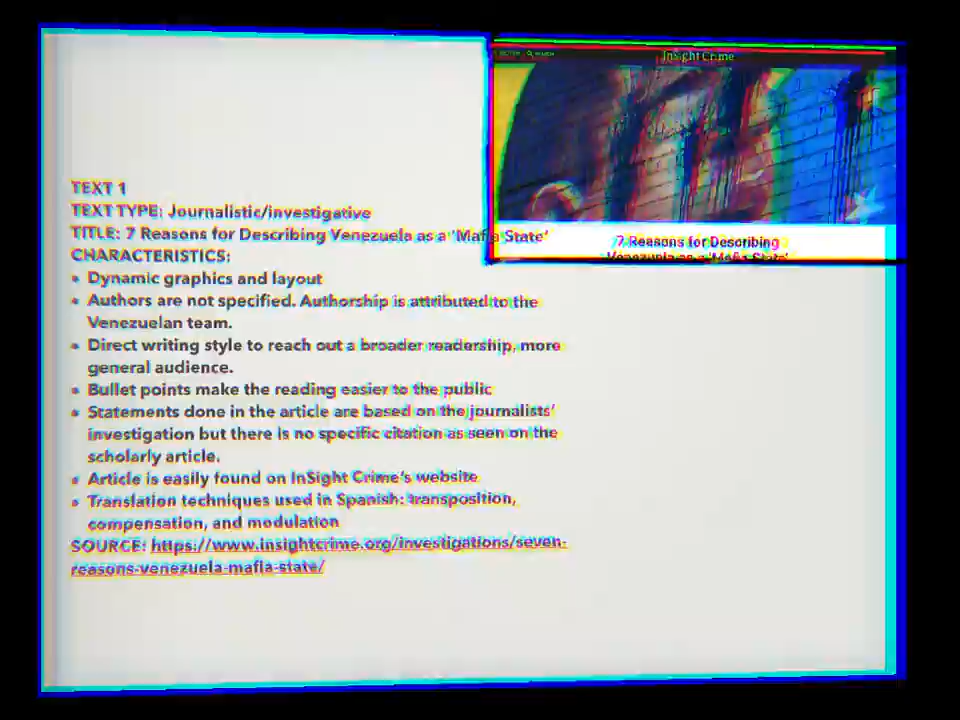 SEARCH
InSight Crime
7 Reasons for Describing
Venezuela as a 'Mafia State'
TEXT 1
TEXT TYPE: Journalistic/investigative
TITLE: 7 Reasons for Describing Venezuela as a 'Mafia State'
CHARACTERISTICS:
• Dynamic graphics and layout
• Authors are not specified. Authorship is attributed to the
Venezuelan team.
• Direct writing style to reach out a broader readership, more
general audience.
• Bullet points make the reading easier to the public
• Statements done in the article are based on the journalists'
investigation but there is no specific citation as seen on the
scholarly article.
• Article is easily found on InSight Crime's website
• Translation techniques used in Spanish: transposition,
compensation, and modulation
SOURCE: https://www.insightcrime.org/investigations/seven-
reasons-venezuela-mafia-state/